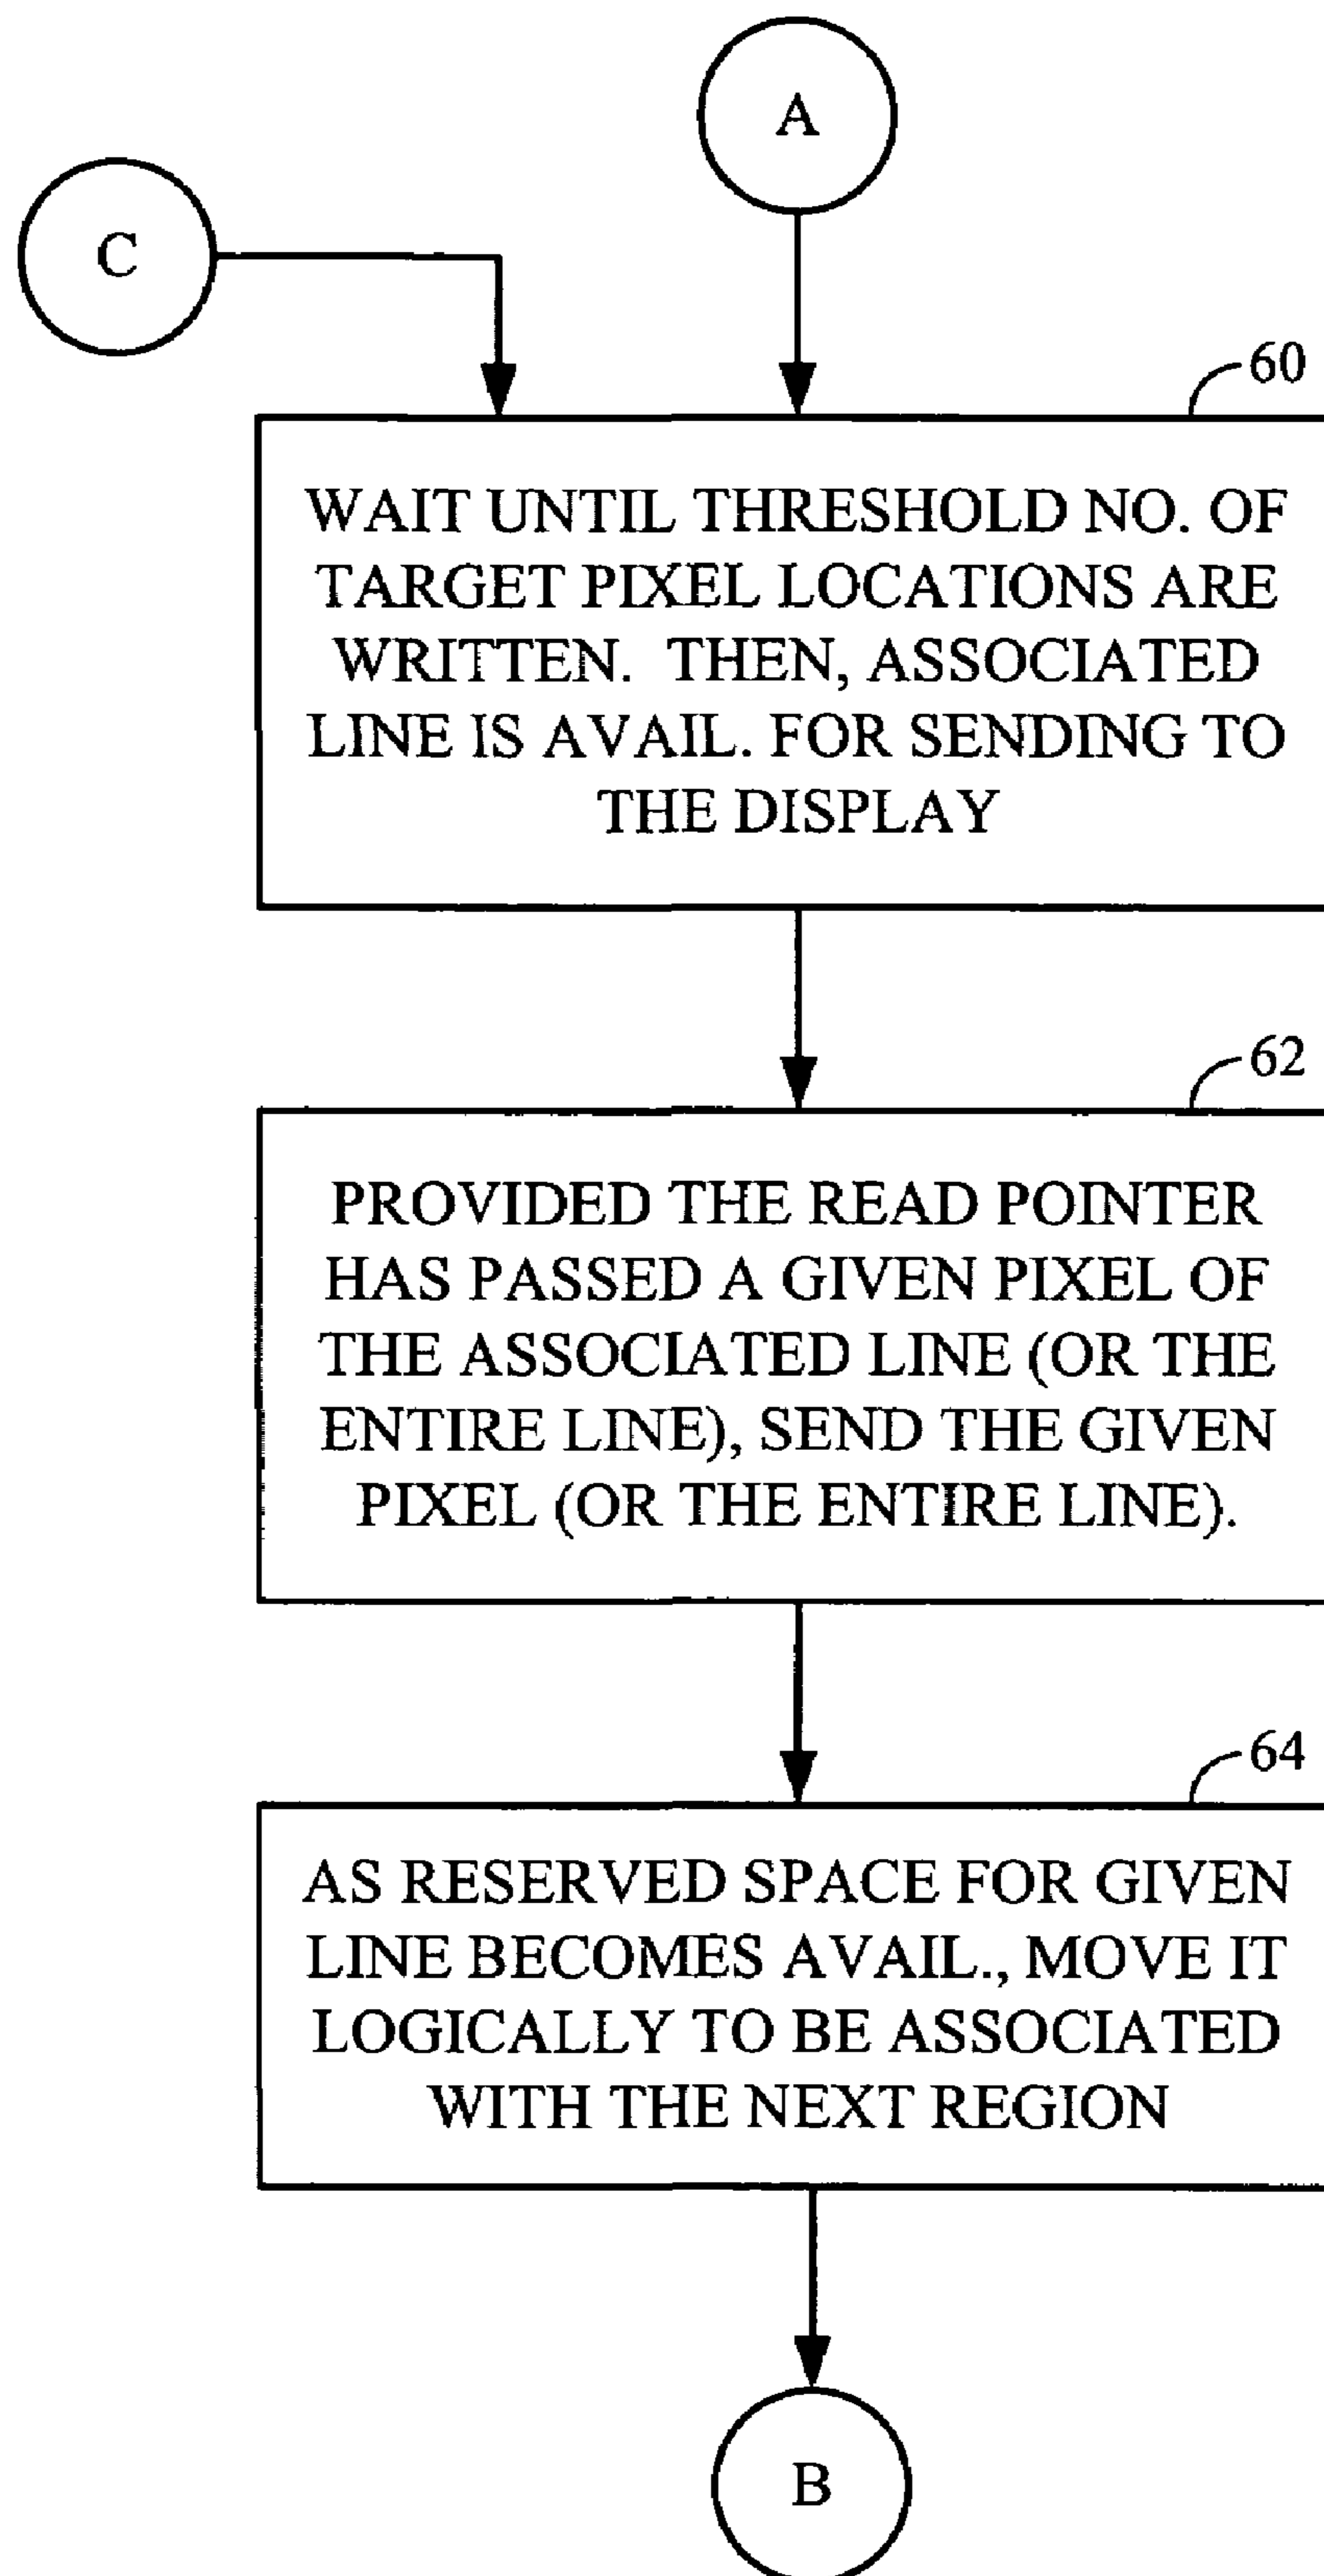 A
C
60
WAIT UNTIL THRESHOLD NO. OF
TARGET PIXEL LOCATIONS ARE
WRITTEN. THEN, ASSOCIATED
LINE IS AVAIL. FOR SENDING TO
THE DISPLAY
62
PROVIDED THE READ POINTER
HAS PASSED A GIVEN PIXEL OF
THE ASSOCIATED LINE (OR THE
ENTIRE LINE), SEND THE GIVEN
PIXEL (OR THE ENTIRE LINE).
64
AS RESERVED SPACE FOR GIVEN
LINE BECOMES AVAIL., MOVE IT
LOGICALLY TO BE ASSOCIATED
WITH THE NEXT REGION
B